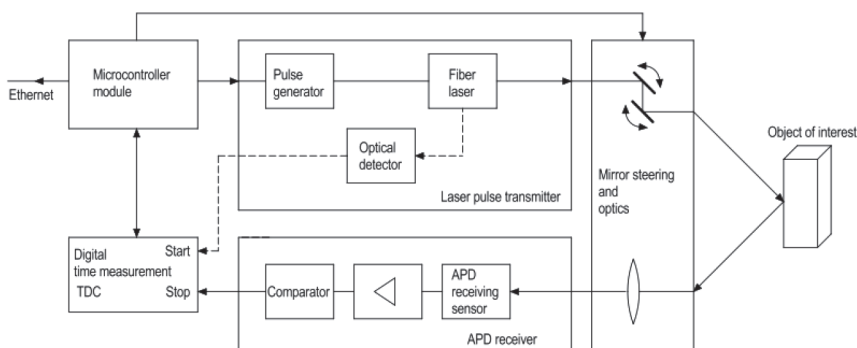 Ethernet
Microcontroller
module
Pulse
generator
Fiber
laser
Optical
detector
Laser pulse transmitter
Mirror steering
and
optics
Object of interest
Digital
time measurement
TDC
Start
Stop
Comparator
APD
receiving
sensor
APD receiver